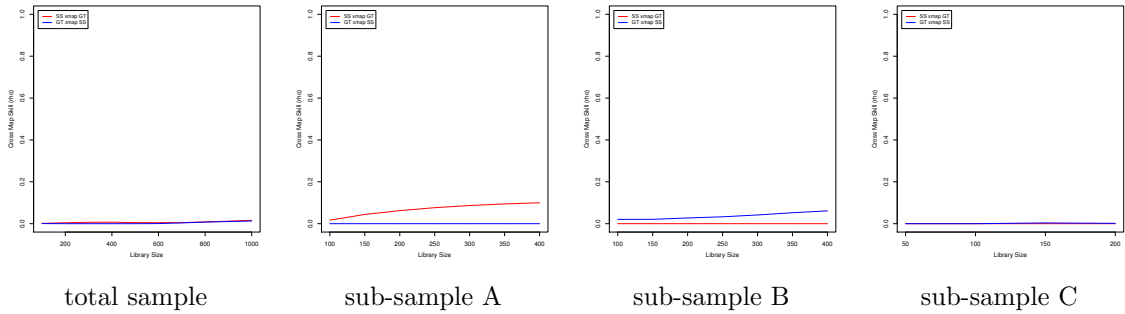 SS xmap GT
GT xmap SS
Cross Map Skill (rho)
1.0
0.8
0.6
0.4
0.2
0.0
200 400 600 800 1000
Library Size
total sample
SS xmap GT
GT xmap SS
Cross Map Skill (rho)
1.0
0.8
0.6
0.4
0.2
0.0
100 150 200 250 300 350 400
Library Size
sub-sample A
SS xmap GT
GT xmap SS
Cross Map Skill (rho)
1.0
0.8
0.6
0.4
0.2
0.0
100 150 200 250 300 350 400
Library Size
sub-sample B
SS xmap GT
GT xmap SS
Cross Map Skill (rho)
1.0
0.8
0.6
0.4
0.2
0.0
50 100 150 200
Library Size
sub-sample C